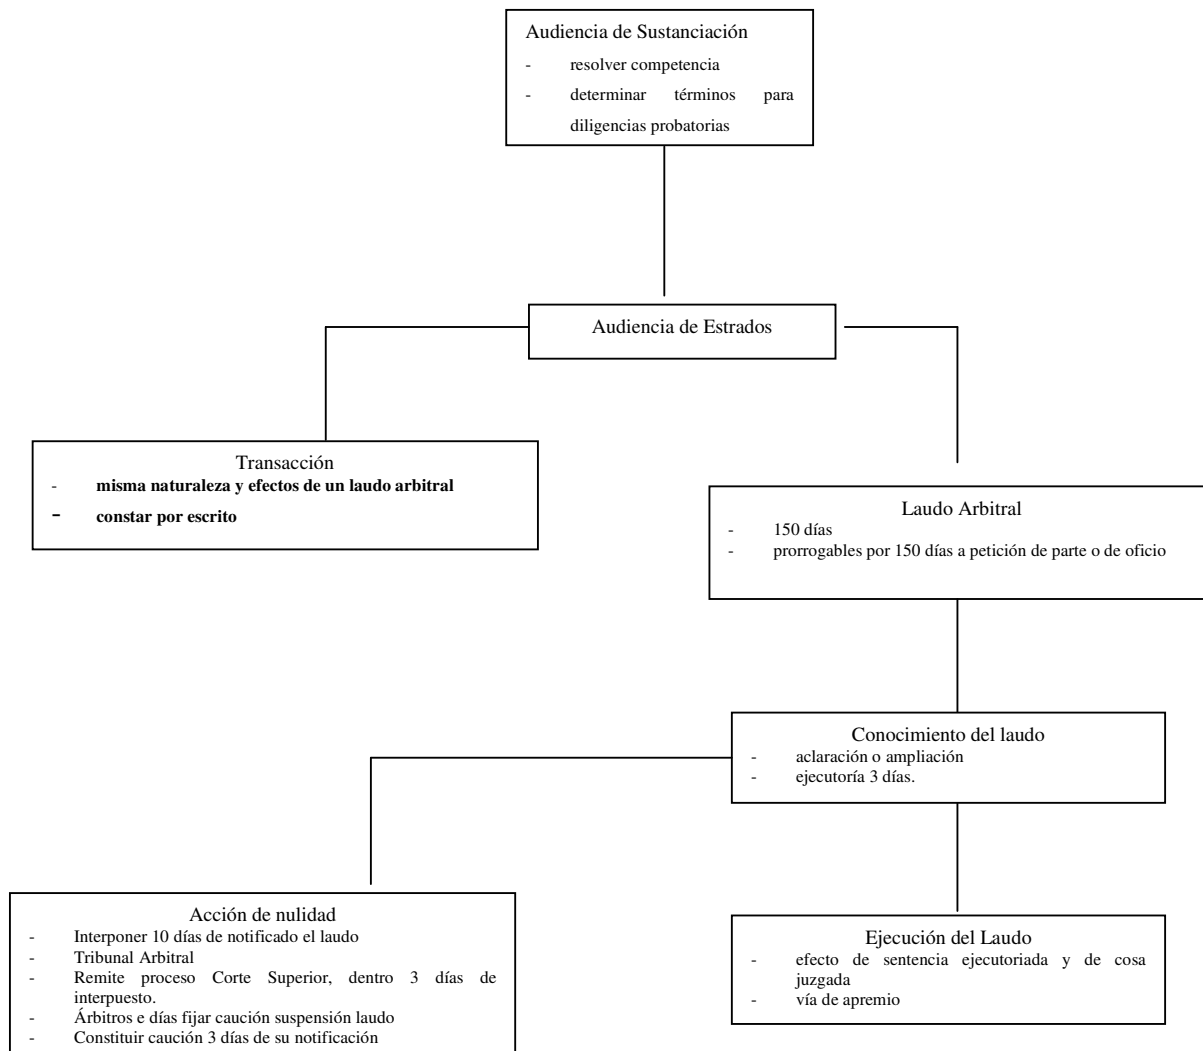 Audiencia de Sustanciación
- resolver competencia
- determinar términos para
diligencias probatorias
Audiencia de Estrados
Transacción
- misma naturaleza y efectos de un laudo arbitral
- constar por escrito
Laudo Arbitral
- 150 días
- prorrogables por 150 días a petición de parte o de oficio
Conocimiento del laudo
- aclaración o ampliación
- ejecutoría 3 días.
Acción de nulidad
- Interponer 10 días de notificado el laudo
- Tribunal Arbitral
- Remite proceso Corte Superior, dentro 3 días de
interpuesto.
- Árbitros e días fijar caución suspensión laudo
- Constituir caución 3 días de su notificación
Ejecución del Laudo
- efecto de sentencia ejecutoriada y de cosa
juzgada
- vía de apremio